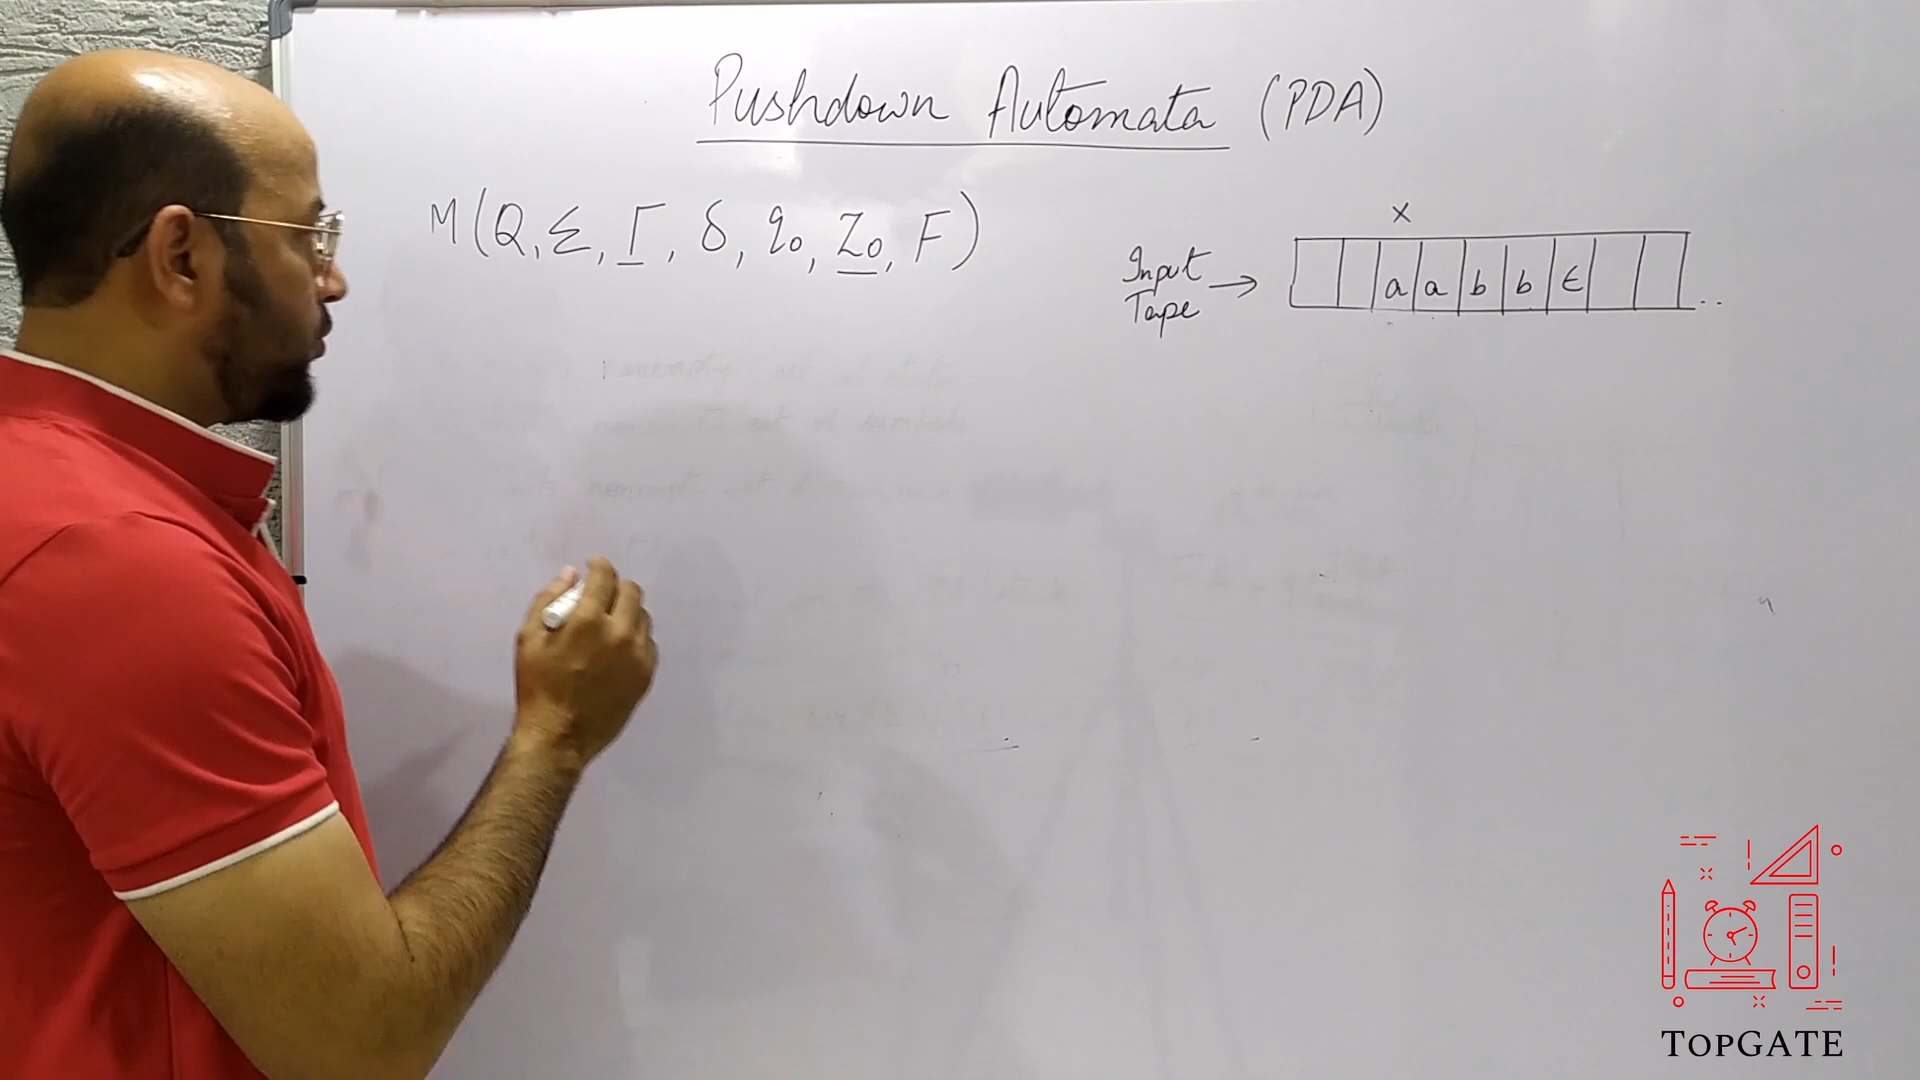 Pushdown Automata (PDA)
M(Q, Σ, Γ, δ, q₀, Z₀, F)
x
Input
Tape → a a b b ε ..
TOPGATE